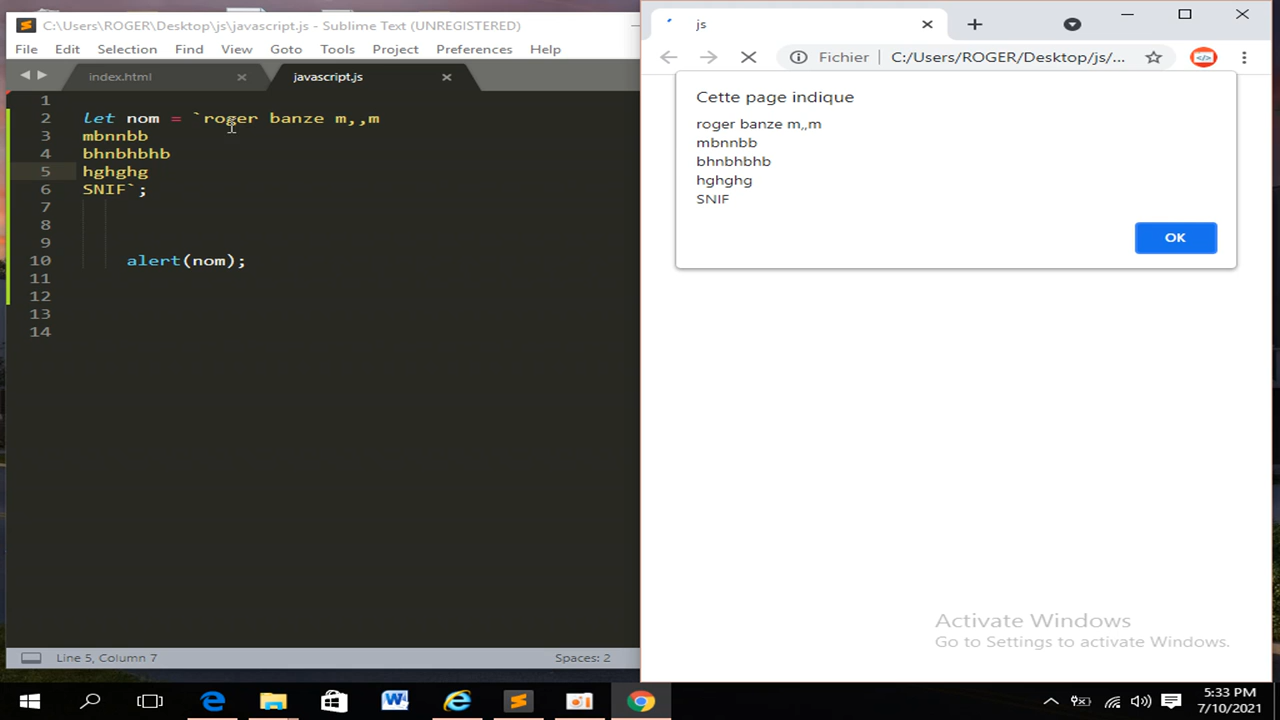 C:\Users\ROGER\Desktop\js\javascript.js - Sublime Text (UNREGISTERED)
File Edit Selection Find View Goto Tools Project Preferences Help
index.html
javascript.js
1
2 let nom = `roger banze m,,m
3 mbnnbb
4 bhnbhbhb
5 hghghg
6 SNIF`;
7
8
9
10 alert(nom);
11
12
13
14
Line 5, Column 7
Spaces: 2
js
Fichier C:/Users/ROGER/Desktop/js/...
Cette page indique
roger banze m,,m
mbnnbb
bhnbhbhb
hghghg
SNIF
OK
Activate Windows
Go to Settings to activate Windows.
5:33 PM
7/10/2021